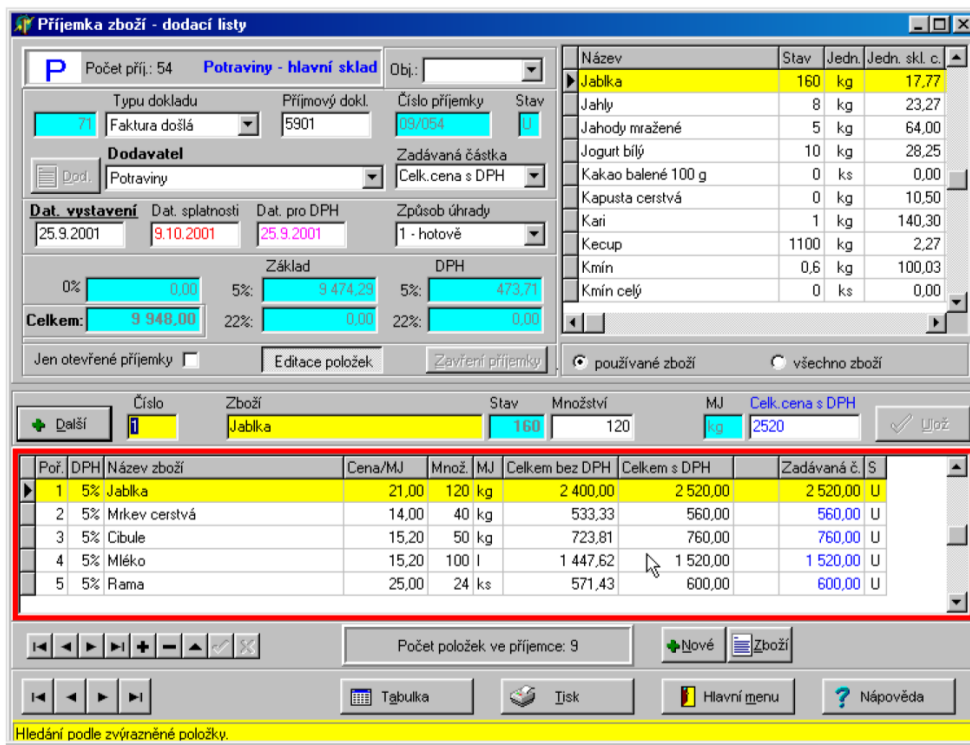 Příjemka zboží - dodací listy
P Počet příj.: 54 Potraviny - hlavní sklad Obj.:
Typu dokladu Příjmový dokl. Číslo příjemky Stav
71 Faktura došlá 5901 09/054 U
Dodavatel Zadávaná částka
Dod. Potraviny Celk.cena s DPH
Dat. vystavení Dat. splatnosti Dat. pro DPH Způsob úhrady
25.9.2001 9.10.2001 25.9.2001 1 - hotově
Základ DPH
0% 0,00 5%: 9 474,29 5%: 473,71
Celkem: 9 948,00 22%: 0,00 22%: 0,00
Jen otevřené příjemky Editace položek Zavření příjemky
Název Stav Jedn. Jedn. skl. c.
Jablka 160 kg 17,77
Jahly 8 kg 23,27
Jahody mražené 5 kg 64,00
Jogurt bílý 10 kg 28,25
Kakao balené 100 g 0 ks 0,00
Kapusta cerstvá 0 kg 10,50
Kari 1 kg 140,30
Kecup 1100 kg 2,27
Kmín 0,6 kg 100,03
Kmín celý 0 ks 0,00
používané zboží všechno zboží
Číslo Zboží Stav Množství MJ Celk.cena s DPH
Další 1 Jablka 160 120 kg 2520 Ulož
Poř. DPH Název zboží Cena/MJ Množ. MJ Celkem bez DPH Celkem s DPH Zadávaná č. S
1 5% Jablka 21,00 120 kg 2 400,00 2 520,00 2 520,00 U
2 5% Mrkev cerstvá 14,00 40 kg 533,33 560,00 560,00 U
3 5% Cibule 15,20 50 kg 723,81 760,00 760,00 U
4 5% Mléko 15,20 100 l 1 447,62 1 520,00 1 520,00 U
5 5% Rama 25,00 24 ks 571,43 600,00 600,00 U
Počet položek ve příjemce: 9 Nové Zboží
Tabulka Tisk Hlavní menu Nápověda
Hledání podle zvýrazněné položky.